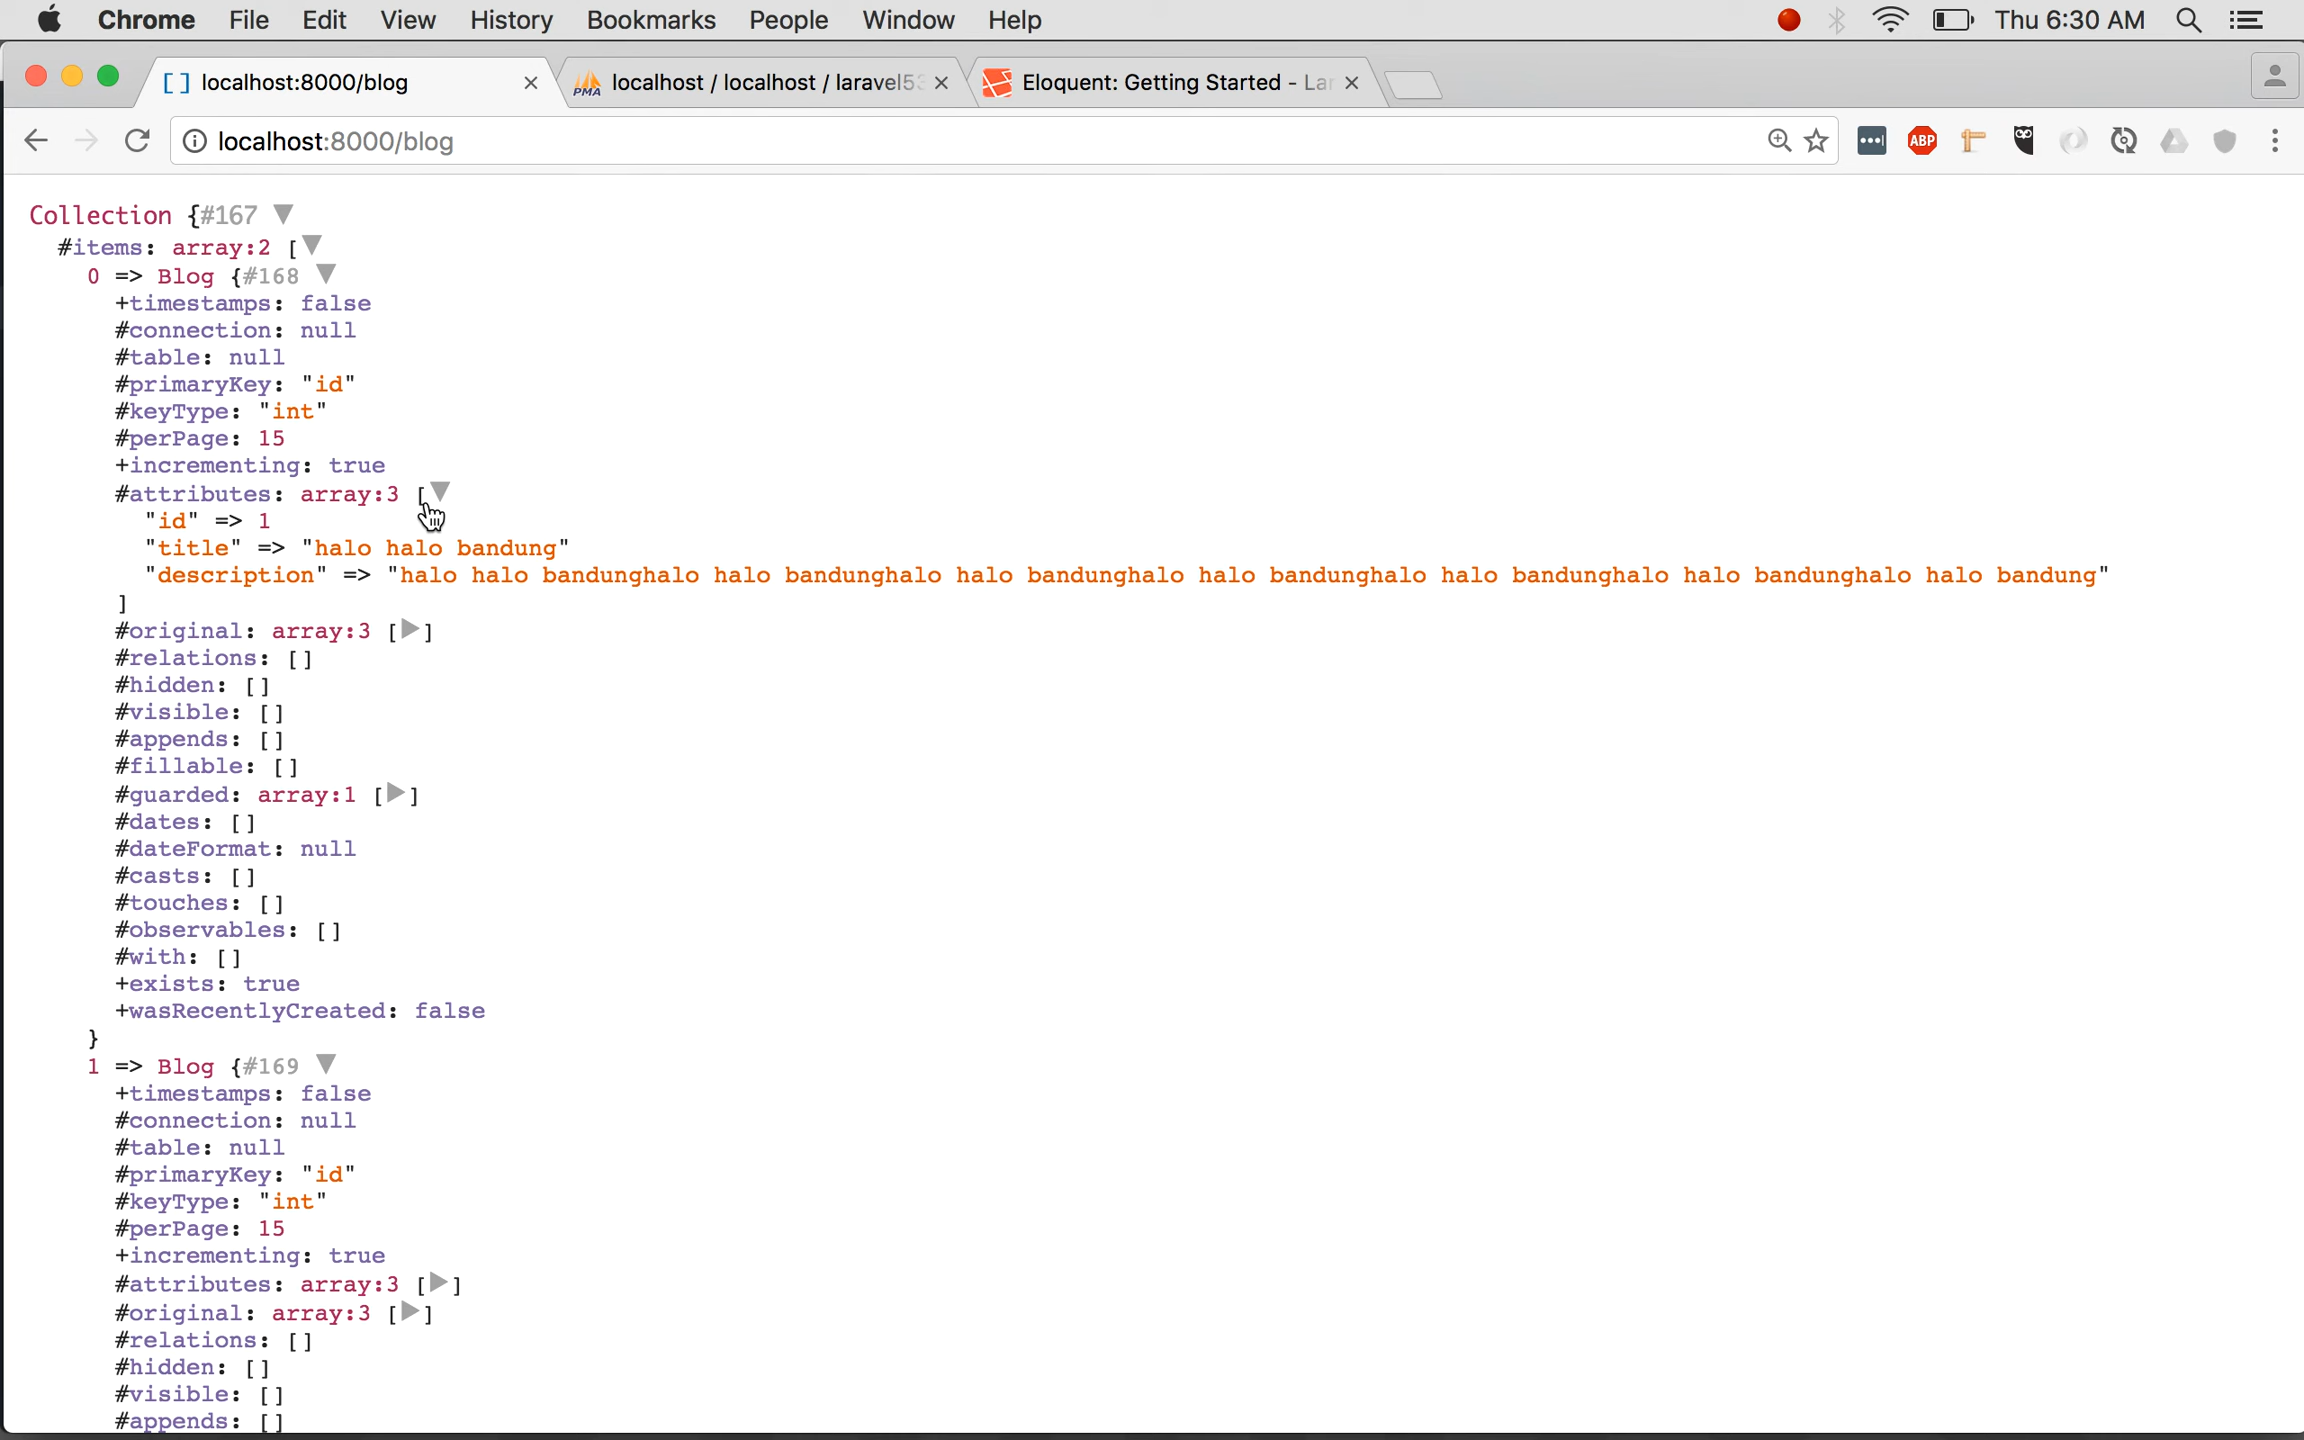 Chrome File Edit View History Bookmarks People Window Help Thu 6:30 AM
[ ] localhost:8000/blog PMA localhost / localhost / laravel53 Eloquent: Getting Started - Lar
localhost:8000/blog ABP
Collection {#167 ▼
#items: array:2 [▼
0 => Blog {#168 ▼
+timestamps: false
#connection: null
#table: null
#primaryKey: "id"
#keyType: "int"
#perPage: 15
+incrementing: true
#attributes: array:3 [▼
"id" => 1
"title" => "halo halo bandung"
"description" => "halo halo bandunghalo halo bandunghalo halo bandunghalo halo bandunghalo halo bandunghalo halo bandunghalo halo bandung"
]
#original: array:3 [▶]
#relations: []
#hidden: []
#visible: []
#appends: []
#fillable: []
#guarded: array:1 [▶]
#dates: []
#dateFormat: null
#casts: []
#touches: []
#observables: []
#with: []
+exists: true
+wasRecentlyCreated: false
}
1 => Blog {#169 ▼
+timestamps: false
#connection: null
#table: null
#primaryKey: "id"
#keyType: "int"
#perPage: 15
+incrementing: true
#attributes: array:3 [▶]
#original: array:3 [▶]
#relations: []
#hidden: []
#visible: []
#appends: []